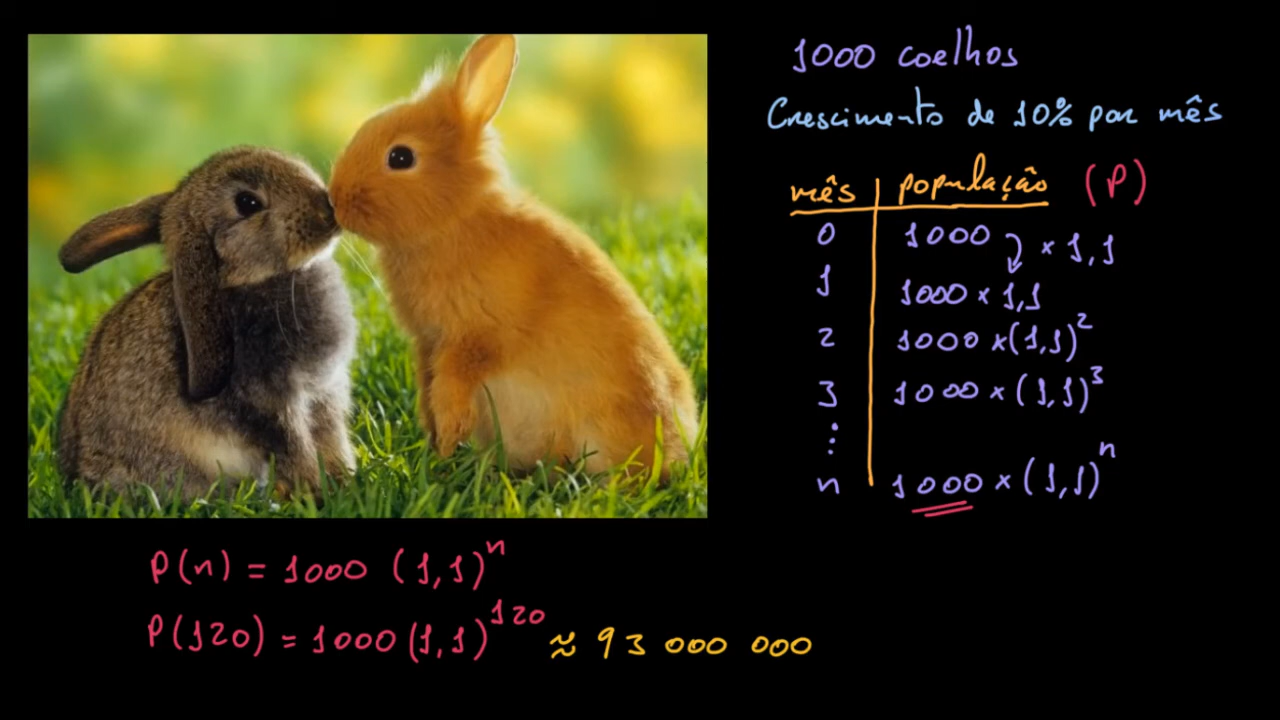 1000 coelhos
Crescimento de 10% por mês
mês população (P)
0 1000 × 1,1
1 1000 × 1,1
2 1000 ×(1,1)²
3 1000 × (1,1)³
⋮
n 1000 × (1,1)ⁿ
P(n) = 1000 (1,1)ⁿ
P(120) = 1000 (1,1)¹²⁰ ≈ 93 000 000